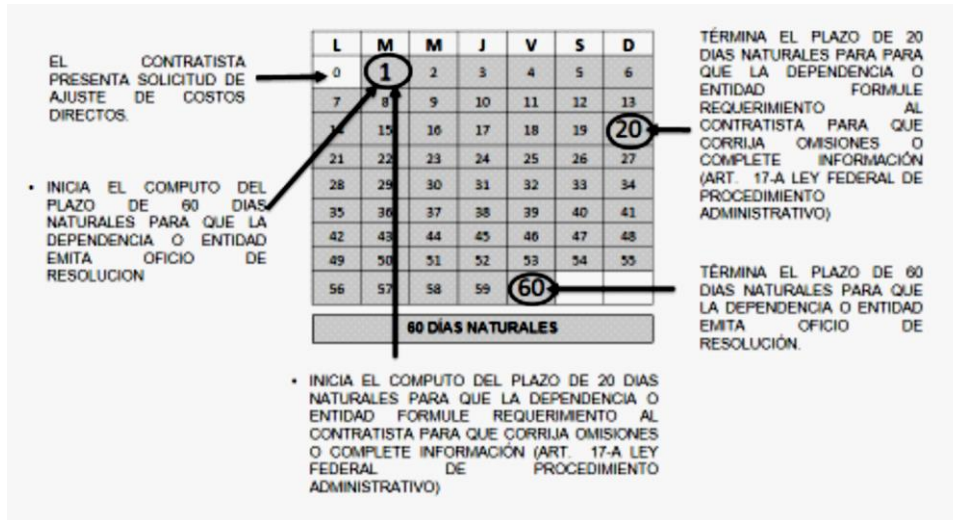 EL CONTRATISTA
PRESENTA SOLICITUD DE
AJUSTE DE COSTOS
DIRECTOS.
• INICIA EL COMPUTO DEL
PLAZO DE 60 DIAS
NATURALES PARA QUE LA
DEPENDENCIA O ENTIDAD
EMITA OFICIO DE
RESOLUCION
L M M J V S D
0 1 2 3 4 5 6
7 8 9 10 11 12 13
14 15 16 17 18 19 20
21 22 23 24 25 26 27
28 29 30 31 32 33 34
35 36 37 38 39 40 41
42 43 44 45 46 47 48
49 50 51 52 53 54 55
56 57 58 59 60
60 DÍAS NATURALES
• INICIA EL COMPUTO DEL PLAZO DE 20 DIAS
NATURALES PARA QUE LA DEPENDENCIA O
ENTIDAD FORMULE REQUERIMIENTO AL
CONTRATISTA PARA QUE CORRIJA OMISIONES
O COMPLETE INFORMACIÓN (ART. 17-A LEY
FEDERAL DE PROCEDIMIENTO
ADMINISTRATIVO)
TÉRMINA EL PLAZO DE 20
DIAS NATURALES PARA PARA
QUE LA DEPENDENCIA O
ENTIDAD FORMULE
REQUERIMIENTO AL
CONTRATISTA PARA QUE
CORRIJA OMISIONES O
COMPLETE INFORMACIÓN
(ART. 17-A LEY FEDERAL DE
PROCEDIMIENTO
ADMINISTRATIVO)
TÉRMINA EL PLAZO DE 60
DIAS NATURALES PARA QUE
LA DEPENDENCIA O ENTIDAD
EMITA OFICIO DE
RESOLUCIÓN.